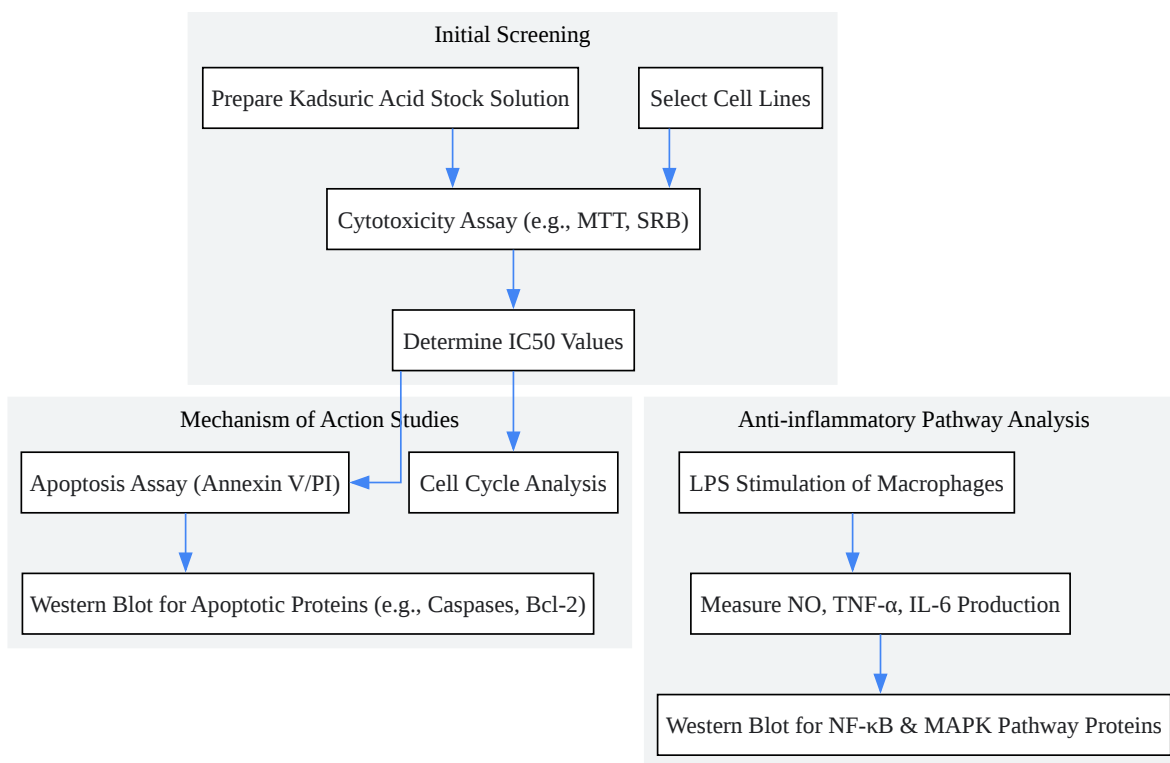 Initial Screening
Prepare Kadsuric Acid Stock Solution
Select Cell Lines
Cytotoxicity Assay (e.g., MTT, SRB)
Determine IC50 Values
Mechanism of Action Studies
Apoptosis Assay (Annexin V/PI)
Cell Cycle Analysis
Western Blot for Apoptotic Proteins (e.g., Caspases, Bcl-2)
Anti-inflammatory Pathway Analysis
LPS Stimulation of Macrophages
Measure NO, TNF-α, IL-6 Production
Western Blot for NF-κB & MAPK Pathway Proteins